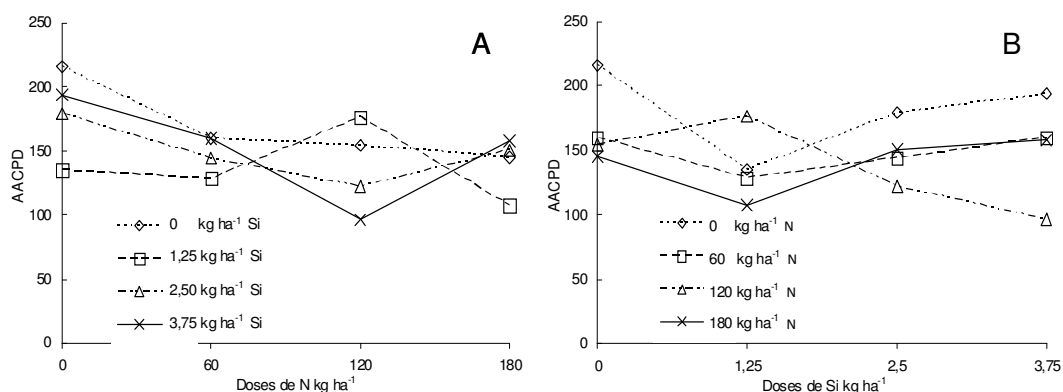 A
AACPD
250
200
150
100
50
0
0 kg ha⁻¹ Si
1,25 kg ha⁻¹ Si
2,50 kg ha⁻¹ Si
3,75 kg ha⁻¹ Si
0 60 120 180
Doses de N kg ha⁻¹
B
AACPD
250
200
150
100
50
0
0 kg ha⁻¹ N
60 kg ha⁻¹ N
120 kg ha⁻¹ N
180 kg ha⁻¹ N
0 1,25 2,5 3,75
Doses de Si kg ha⁻¹